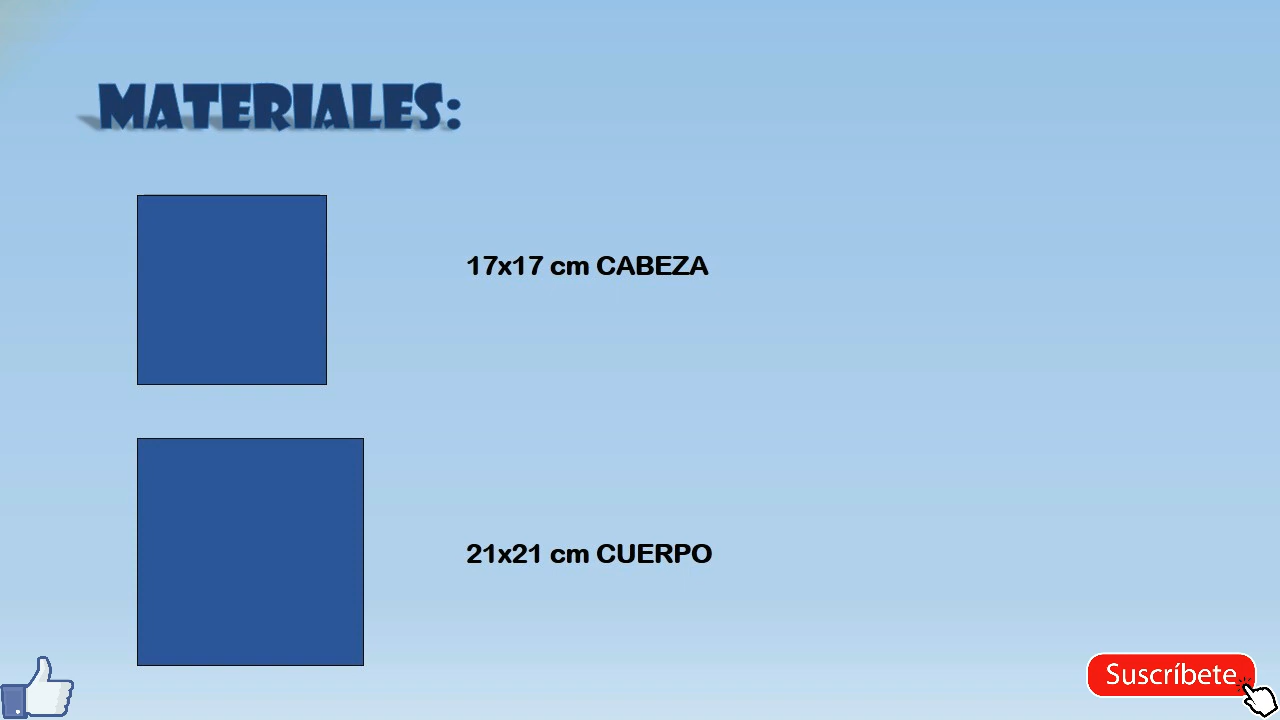 MATERIALES:
17x17 cm CABEZA
21x21 cm CUERPO
Suscríbete